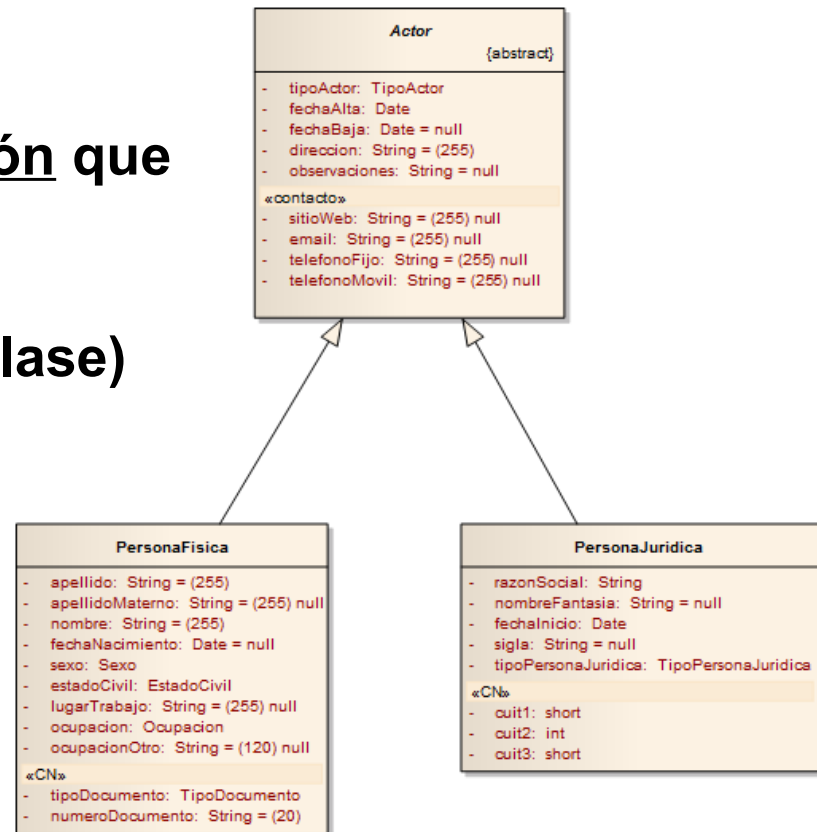 ón que
lase)
Actor
{abstract}
- tipoActor: TipoActor
- fechaAlta: Date
- fechaBaja: Date = null
- direccion: String = (255)
- observaciones: String = null
«contacto»
- sitioWeb: String = (255) null
- email: String = (255) null
- telefonoFijo: String = (255) null
- telefonoMovil: String = (255) null
PersonaFisica
- apellido: String = (255)
- apellidoMaterno: String = (255) null
- nombre: String = (255)
- fechaNacimiento: Date = null
- sexo: Sexo
- estadoCivil: EstadoCivil
- lugarTrabajo: String = (255) null
- ocupacion: Ocupacion
- ocupacionOtro: String = (120) null
«CN»
- tipoDocumento: TipoDocumento
- numeroDocumento: String = (20)
PersonaJuridica
- razonSocial: String
- nombreFantasia: String = null
- fechaInicio: Date
- sigla: String = null
- tipoPersonaJuridica: TipoPersonaJuridica
«CN»
- cuit1: short
- cuit2: int
- cuit3: short